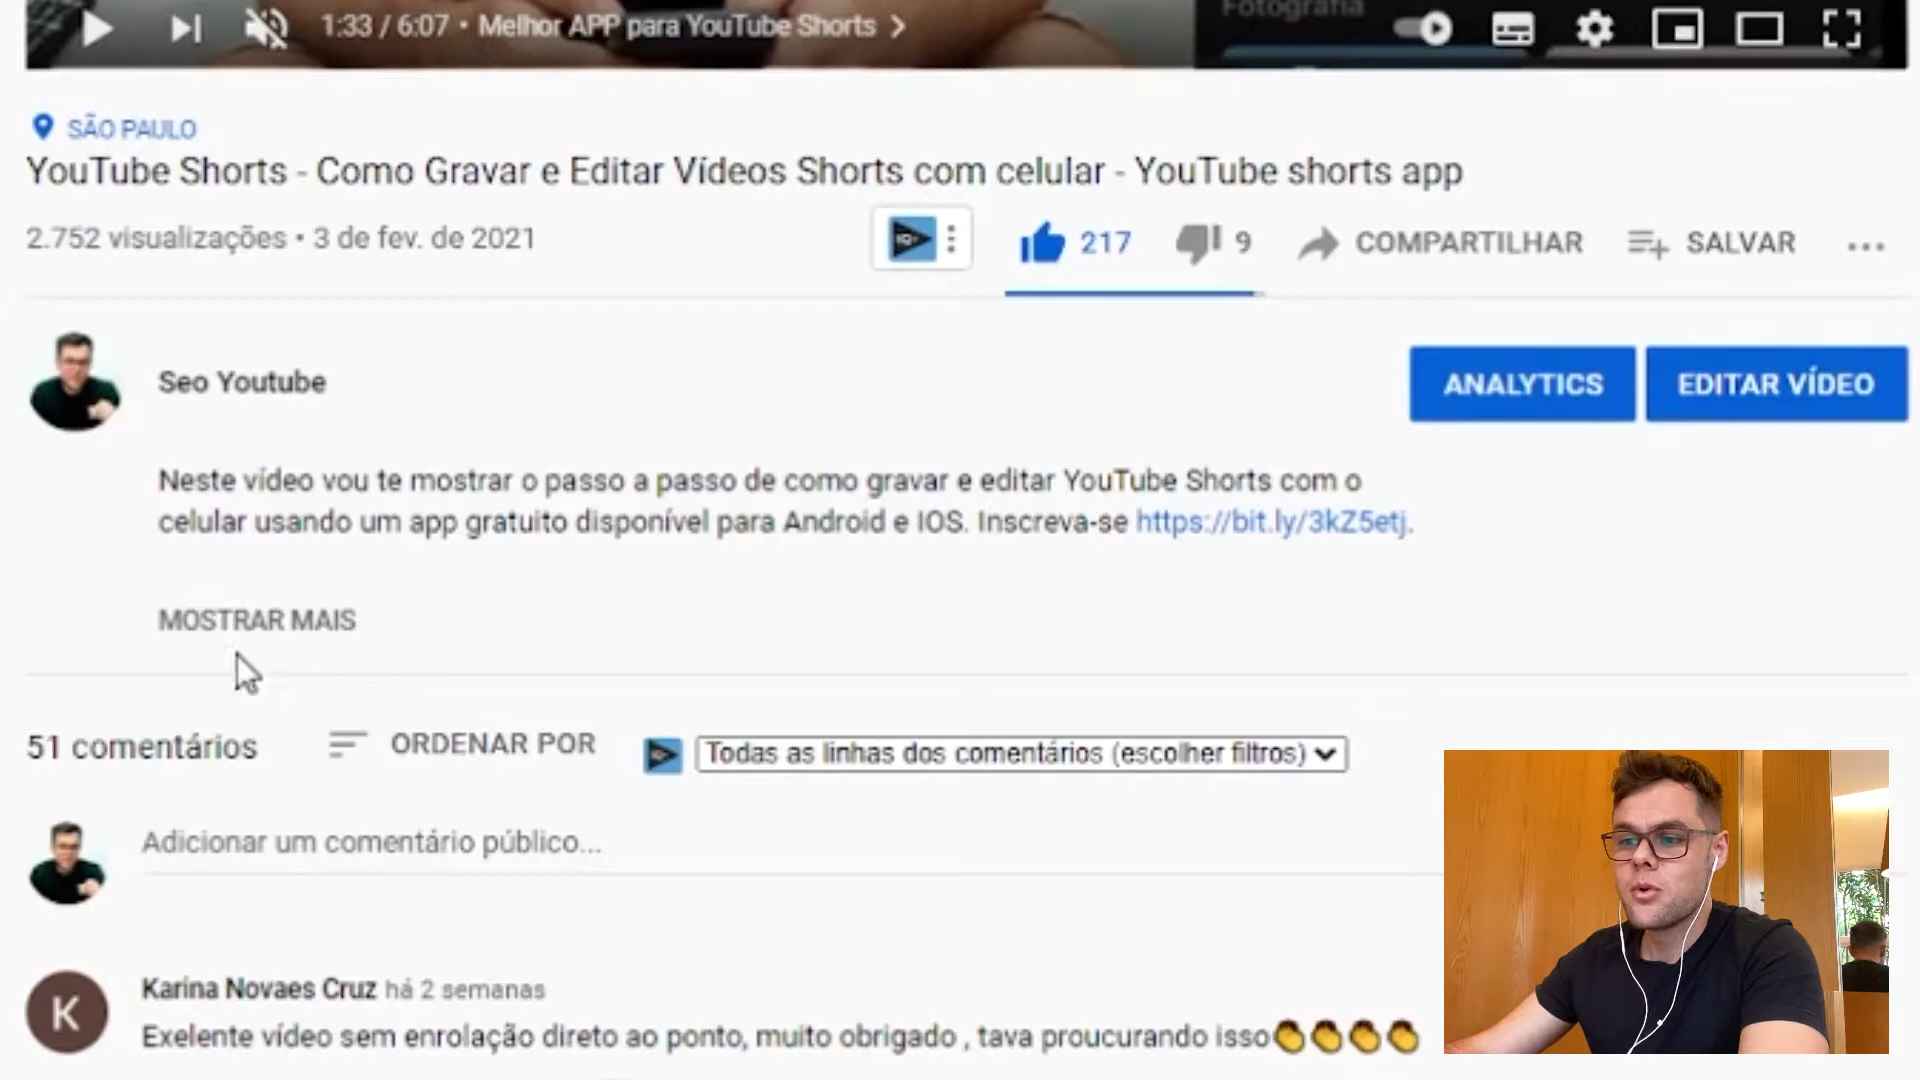 1:33 / 6:07 • Melhor APP para YouTube Shorts
Fotografia
SÃO PAULO
YouTube Shorts - Como Gravar e Editar Vídeos Shorts com celular - YouTube shorts app
2.752 visualizações • 3 de fev. de 2021
217
9
COMPARTILHAR
SALVAR
Seo Youtube
ANALYTICS
EDITAR VÍDEO
Neste vídeo vou te mostrar o passo a passo de como gravar e editar YouTube Shorts com o
celular usando um app gratuito disponível para Android e IOS. Inscreva-se https://bit.ly/3kZ5etj.
MOSTRAR MAIS
51 comentários
ORDENAR POR
Todas as linhas dos comentários (escolher filtros)
Adicionar um comentário público...
K
Karina Novaes Cruz há 2 semanas
Exelente vídeo sem enrolação direto ao ponto, muito obrigado , tava proucurando isso👏👏👏👏